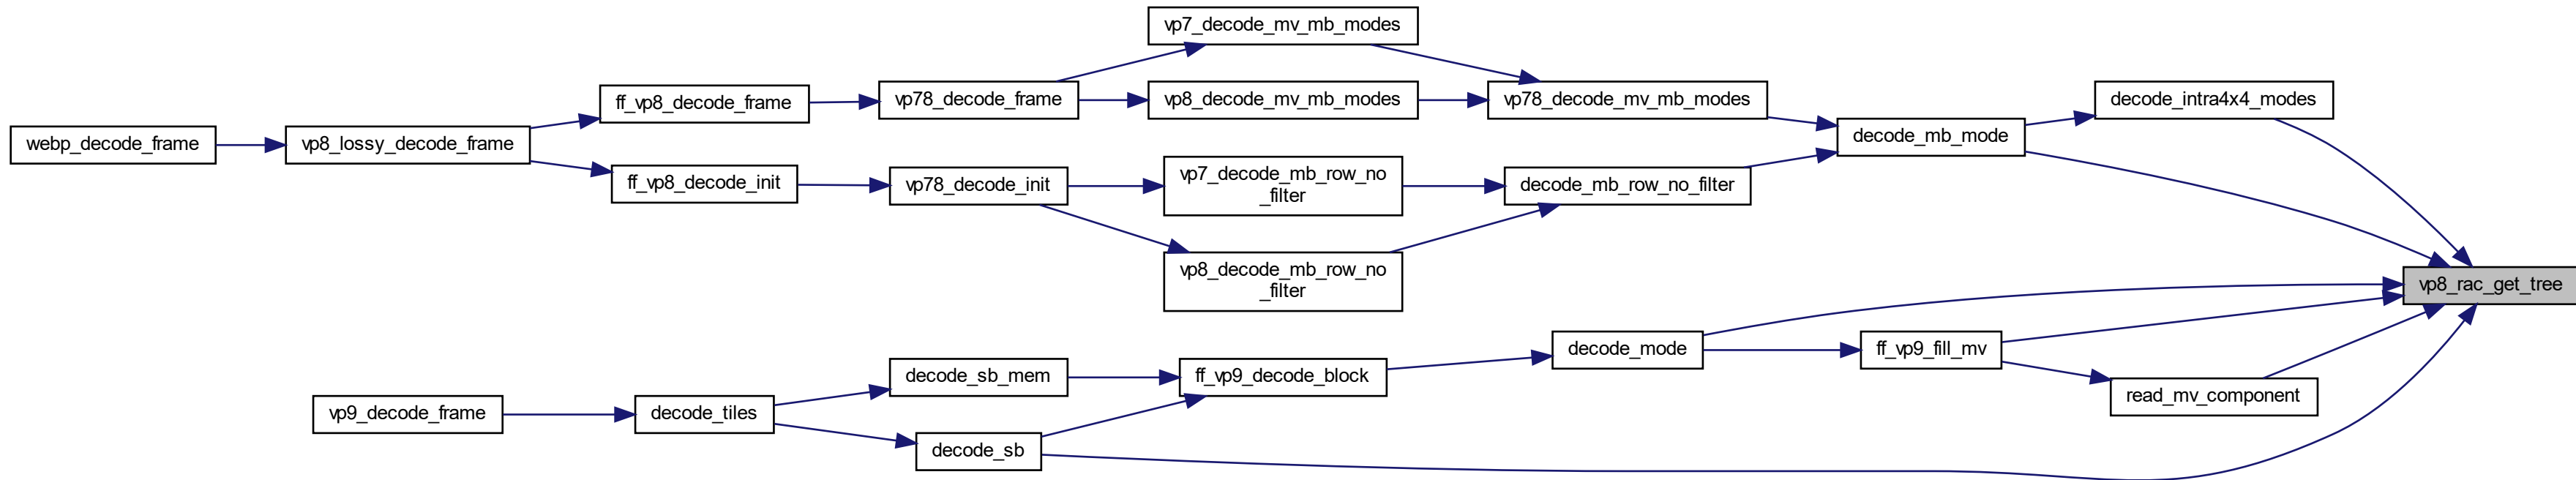 vp7_decode_mv_mb_modes
ff_vp8_decode_frame
vp78_decode_frame
vp8_decode_mv_mb_modes
vp78_decode_mv_mb_modes
decode_intra4x4_modes
webp_decode_frame
vp8_lossy_decode_frame
decode_mb_mode
ff_vp8_decode_init
vp78_decode_init
vp7_decode_mb_row_no
_filter
decode_mb_row_no_filter
vp8_decode_mb_row_no
_filter
vp8_rac_get_tree
decode_mode
ff_vp9_fill_mv
decode_sb_mem
ff_vp9_decode_block
read_mv_component
vp9_decode_frame
decode_tiles
decode_sb